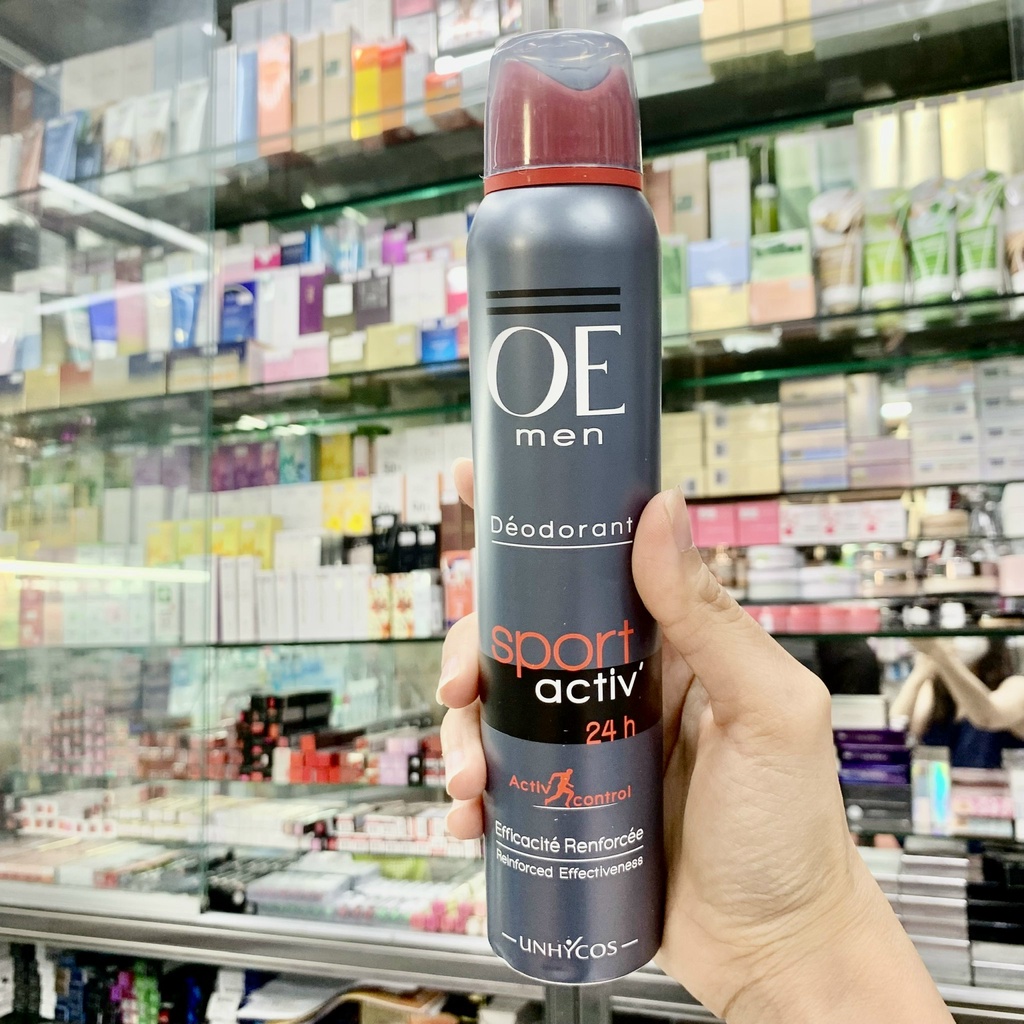 OE
men
Déodorant
sport
activ'
24 h
Activ control
Efficacité Renforcée
Reinforced Effectiveness
UNHYCOS